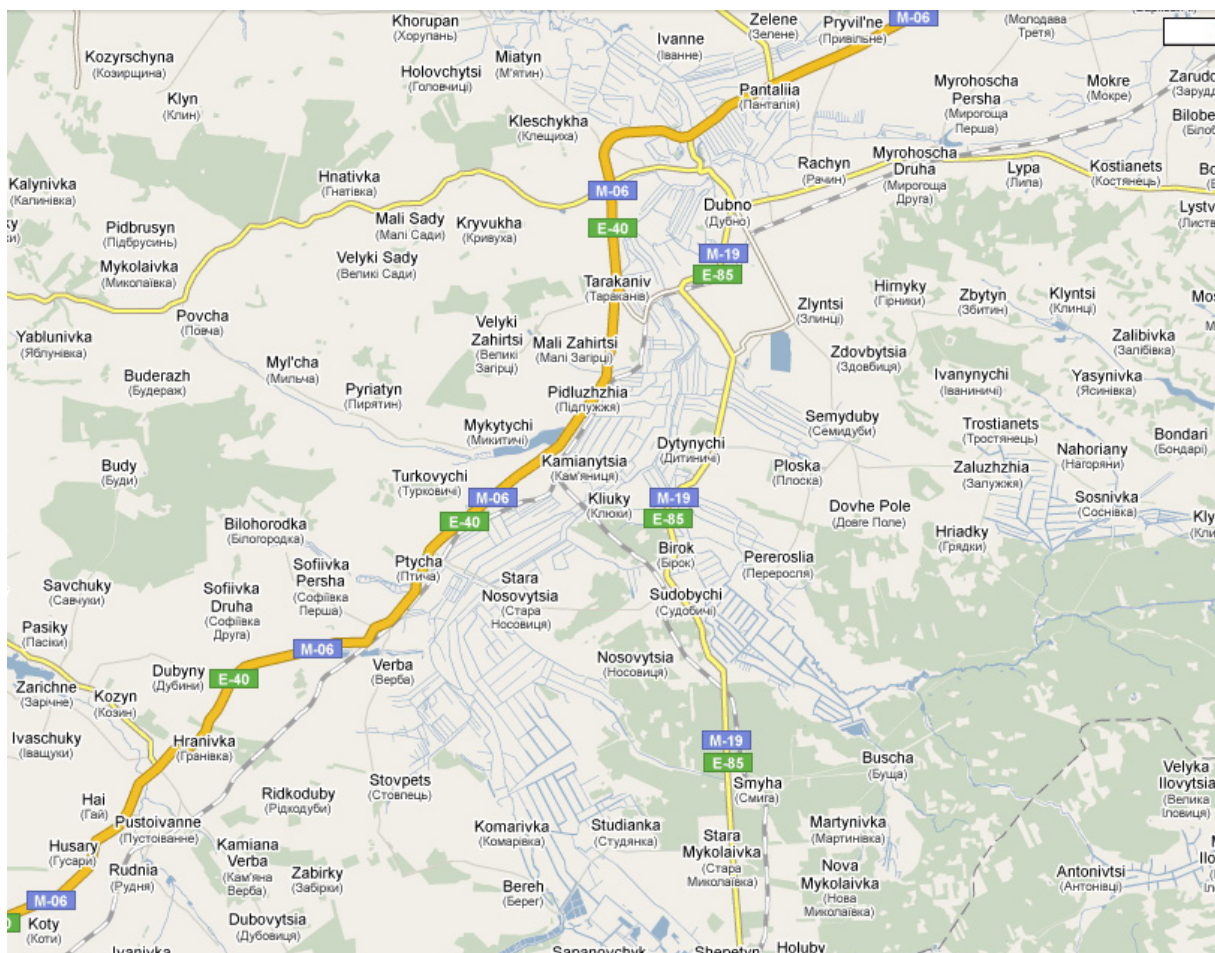 Khorupan
(Хорупань)
Zelene
(Зелене)
Pryvil'ne
(Привільне)
M-06
(Молодава
Третя)
Kozyrschyna
(Козирщина)
Miatyn
(М'ятин)
Ivanne
(Іванне)
Holovchytsi
(Головчиці)
Klyn
(Клин)
Pantaliia
(Панталія)
Myrohoscha
Persha
(Мирогоща
Перша)
Mokre
(Мокре)
Kleschykha
(Клещиха)
Rachyn
(Рачин)
Myrohoscha
Druha
(Мирогоща
Друга)
Lypa
(Липа)
Kostianets
(Костянець)
Kalynivka
(Калинівка)
Hnativka
(Гнатівка)
M-06
E-40
Dubno
(Дубно)
Mali Sady
(Малі Сади)
Kryvukha
(Кривуха)
Pidbrusyn
(Підбрусинь)
Velyki Sady
(Великі Сади)
Mykolaivka
(Миколаївка)
M-19
E-85
Tarakaniv
(Тараканів)
Hirnyky
(Гірники)
Zbytyn
(Збитин)
Klyntsi
(Клинці)
Zlyntsi
(Злинці)
Povcha
(Повча)
Velyki
Zahirtsi
(Великі
Загірці)
Mali Zahirtsi
(Малі Загірці)
Yablunivka
(Яблунівка)
Zalibivka
(Залібівка)
Zdovbytsia
(Здовбиця)
Myl'cha
(Мильча)
Buderazh
(Будераж)
Pyriatyn
(Пирятин)
Pidluzhzhia
(Підлужжя)
Ivanynychi
(Іваниничі)
Yasynivka
(Ясинівка)
Mykytychi
(Микитичі)
Semyduby
(Семидуби)
Trostianets
(Тростянець)
Dytynychi
(Дитиничі)
Bondari
(Бондарі)
Nahoriany
(Нагоряни)
Budy
(Буди)
Turkovychi
(Турковичі)
Kamianytsia
(Кам'яниця)
Ploska
(Плоска)
Zaluzhzhia
(Залужжя)
M-06
E-40
Kliuky
(Клюки)
M-19
E-85
Dovhe Pole
(Довге Поле)
Sosnivka
(Соснівка)
Bilohorodka
(Білогородка)
Hriadky
(Грядки)
Ptycha
(Птича)
Birok
(Бірок)
Pereroslia
(Переросля)
Savchuky
(Савчуки)
Sofiivka
Druha
(Софіївка
Друга)
Sofiivka
Persha
(Софіївка
Перша)
Stara
Nosovytsia
(Стара
Носовиця)
Sudobychi
(Судобичі)
Pasiky
(Пасіки)
M-06
E-40
Dubyny
(Дубини)
Verba
(Верба)
Nosovytsia
(Носовиця)
Zarichne
(Зарічне)
Kozyn
(Козин)
Ivaschuky
(Іващуки)
Hranivka
(Гранівка)
M-19
E-85
Buscha
(Буща)
Velyka
Ilovytsia
(Велика
Іловиця)
Stovpets
(Стовпець)
Smyha
(Смига)
Hai
(Гай)
Ridkoduby
(Рідкодуби)
Pustoivanne
(Пустоіванне)
Komarivka
(Комарівка)
Studianka
(Студянка)
Martynivka
(Мартинівка)
Husary
(Гусари)
Kamiana
Verba
(Кам'яна
Верба)
Stara
Mykolaivka
(Стара
Миколаївка)
Rudnia
(Рудня)
Zabirky
(Забірки)
Nova
Mykolaivka
(Нова
Миколаївка)
Antonivtsi
(Антонівці)
Bereh
(Берег)
M-06
Koty
(Коти)
Dubovytsia
(Дубовиця)
Ivanivka
Sapanovchyk
Shepetyn
Holuby